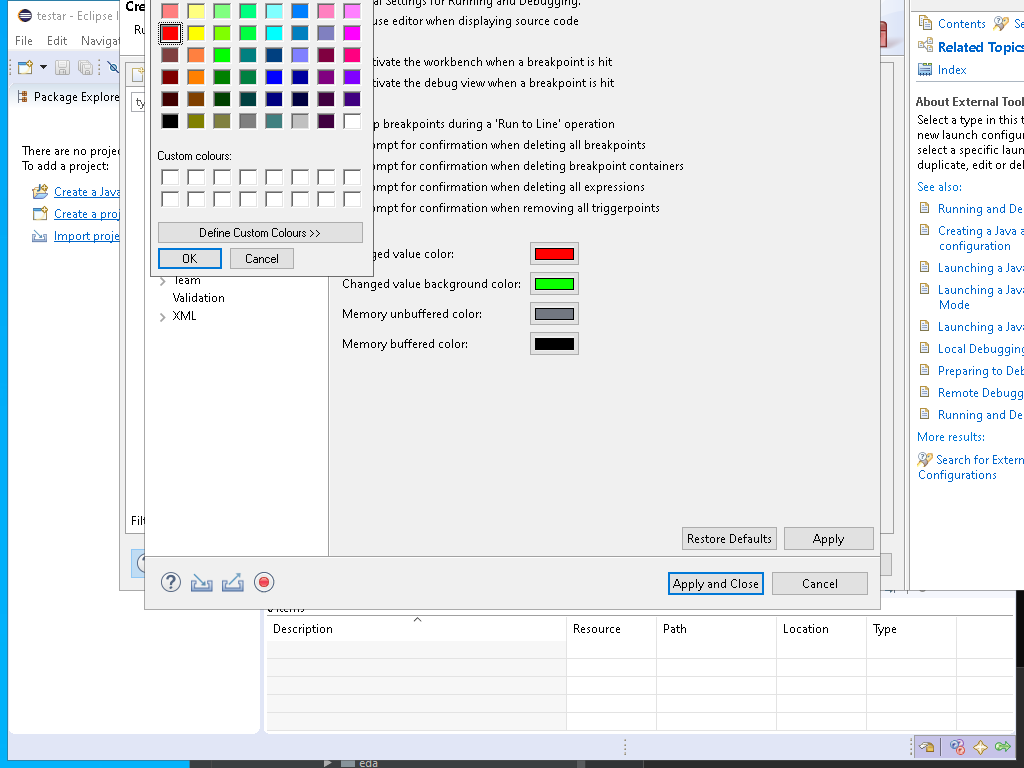 testar - Eclipse I
File Edit Naviga
Package Explore
There are no projec
To add a project:
Create a Java
Create a proj
Import proje
Cre
Ru
ty
Filt
Custom colours:
Define Custom Colours >>
OK
Cancel
Team
Validation
XML
al Settings for Running and Debugging.
use editor when displaying source code
tivate the workbench when a breakpoint is hit
tivate the debug view when a breakpoint is hit
p breakpoints during a 'Run to Line' operation
ompt for confirmation when deleting all breakpoints
ompt for confirmation when deleting breakpoint containers
ompt for confirmation when deleting all expressions
ompt for confirmation when removing all triggerpoints
ged value color:
Changed value background color:
Memory unbuffered color:
Memory buffered color:
Restore Defaults
Apply
Apply and Close
Cancel
Contents
Se
Related Topics
Index
About External Tool
Select a type in this t
new launch configur
select a specific laun
duplicate, edit or del
See also:
Running and De
Creating a Java a
configuration
Launching a Java
Launching a Java
Mode
Launching a Java
Local Debugging
Preparing to Deb
Remote Debugg
Running and De
More results:
Search for Extern
Configurations
Description
Resource
Path
Location
Type
eda